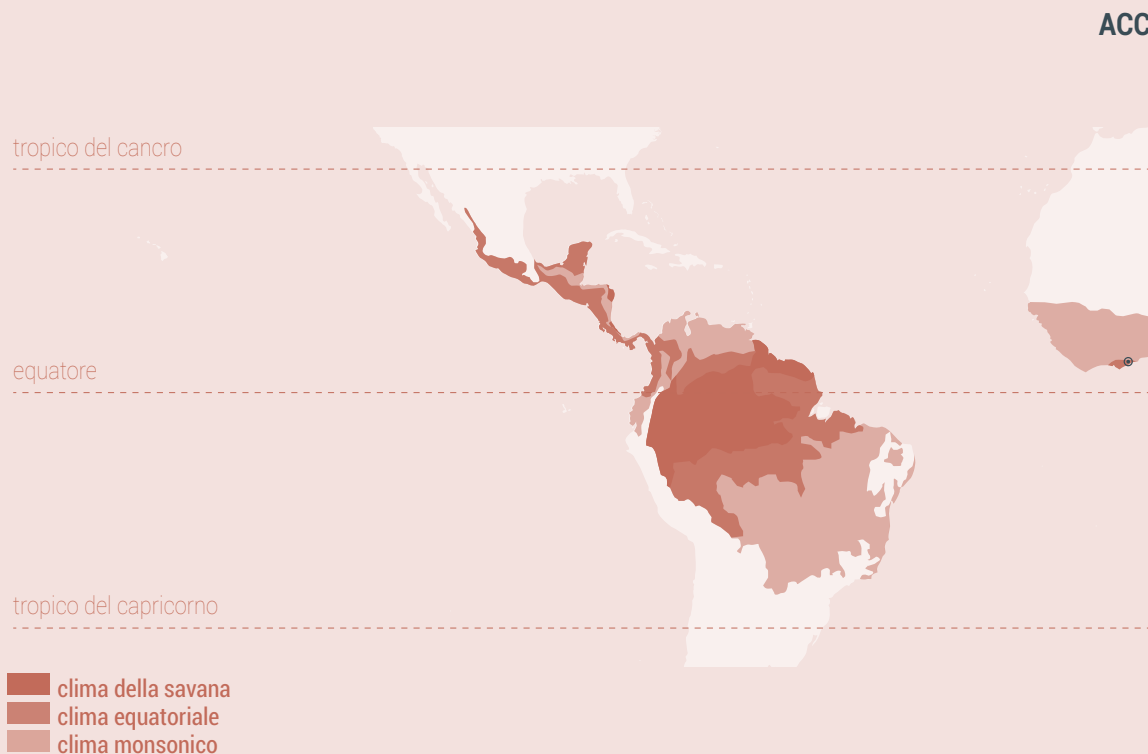 ACC
tropico del cancro
equatore
tropico del capricorno
clima della savana
clima equatoriale
clima monsonico